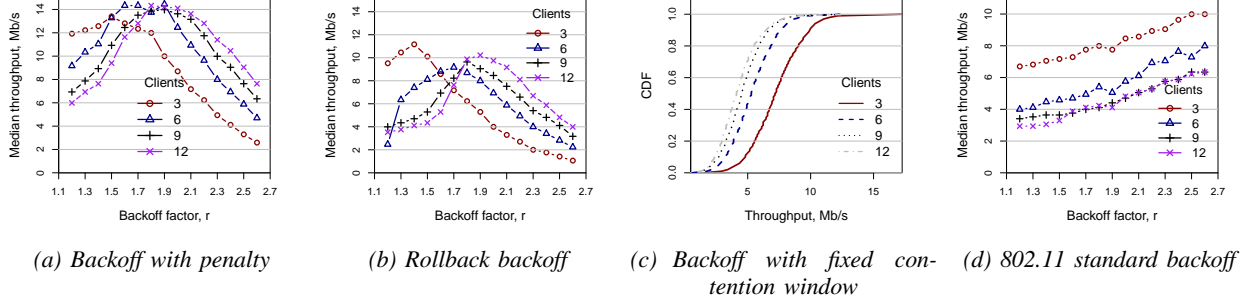 Median throughput, Mb/s
0 2 4 6 8 10 12 14
Clients
3
6
9
12
1.1 1.3 1.5 1.7 1.9 2.1 2.3 2.5 2.7
Backoff factor, r
(a) Backoff with penalty
Median throughput, Mb/s
0 2 4 6 8 10 12 14
Clients
3
6
9
12
1.1 1.3 1.5 1.7 1.9 2.1 2.3 2.5 2.7
Backoff factor, r
(b) Rollback backoff
CDF
0.0 0.2 0.4 0.6 0.8 1.0
Clients
3
6
9
12
5 10 15
Throughput, Mb/s
(c) Backoff with fixed con-
tention window
Median throughput, Mb/s
0 2 4 6 8 10
Clients
3
6
9
12
1.1 1.3 1.5 1.7 1.9 2.1 2.3 2.5 2.7
Backoff factor, r
(d) 802.11 standard backoff